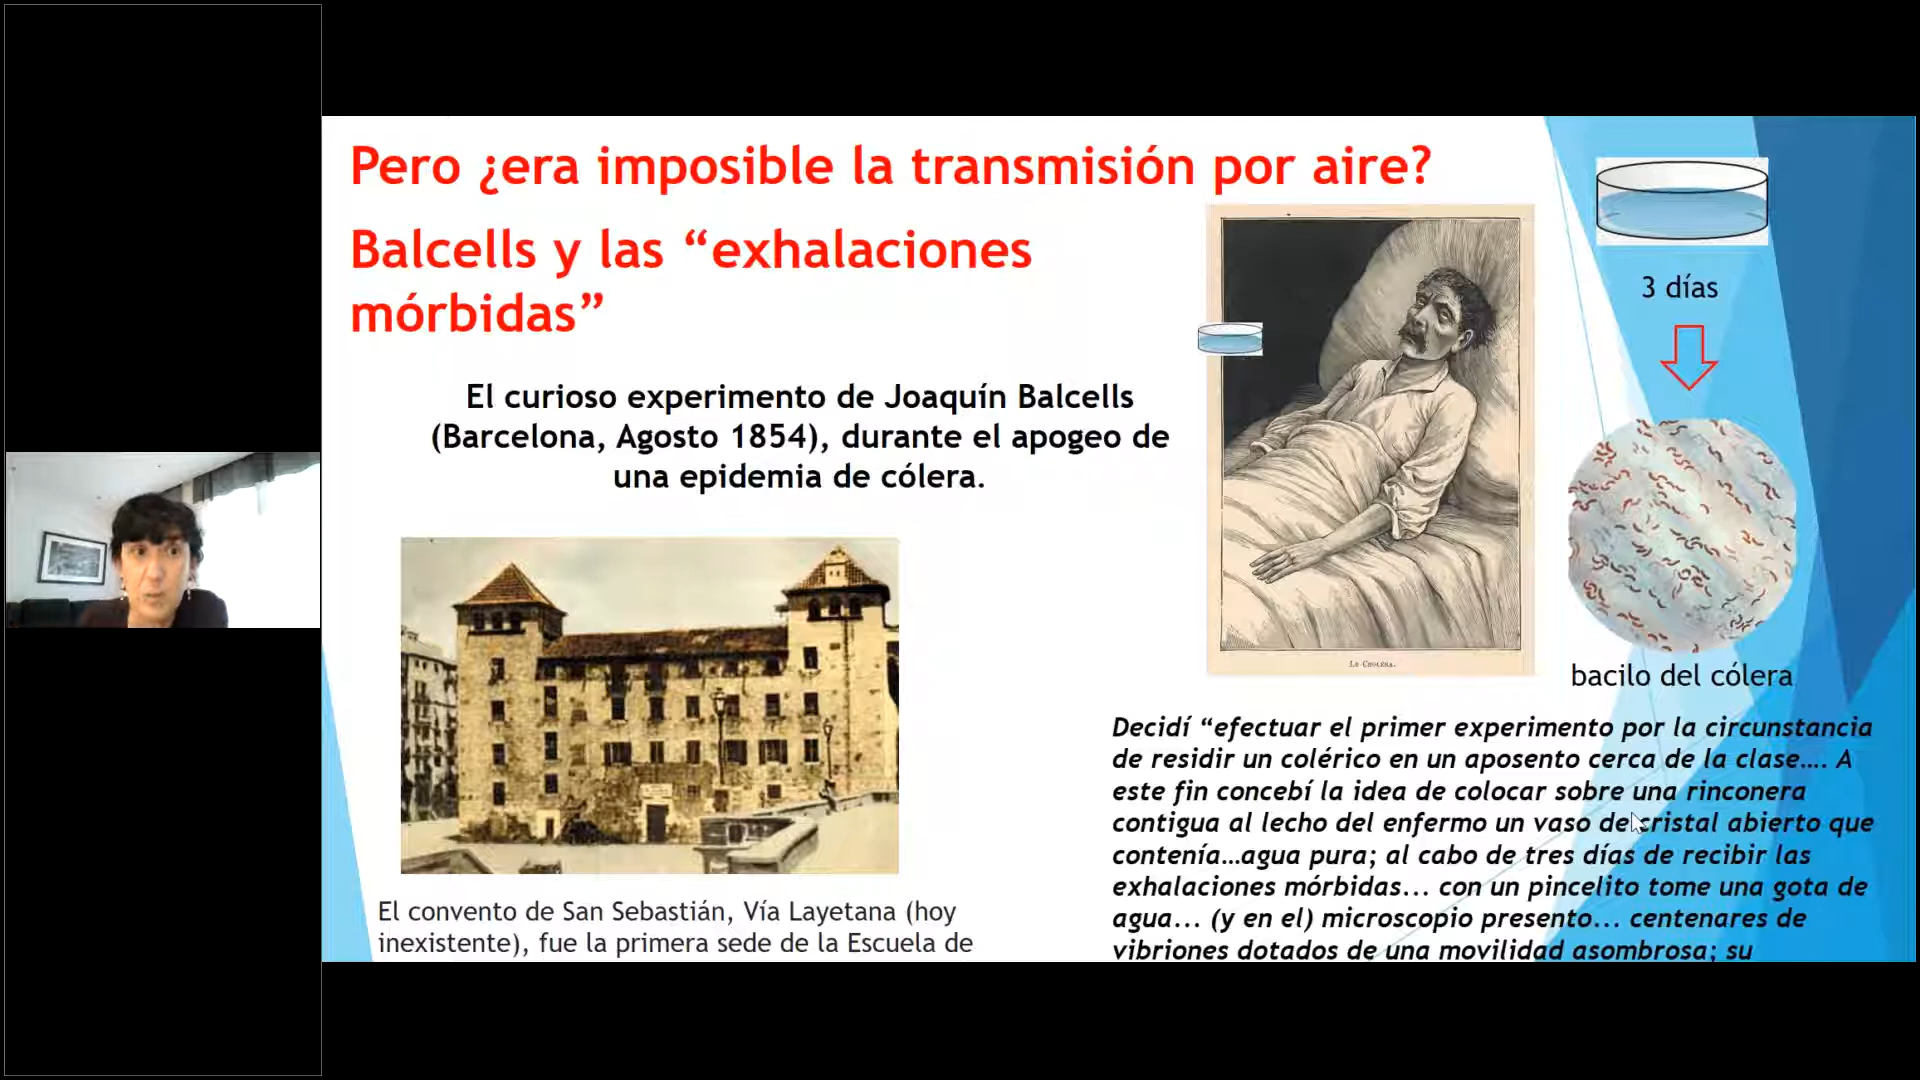 Pero ¿era imposible la transmisión por aire?
Balcells y las “exhalaciones
mórbidas”
El curioso experimento de Joaquín Balcells
(Barcelona, Agosto 1854), durante el apogeo de
una epidemia de cólera.
El convento de San Sebastián, Vía Layetana (hoy
inexistente), fue la primera sede de la Escuela de
Le Choléra.
3 días
bacilo del cólera
Decidí “efectuar el primer experimento por la circunstancia
de residir un colérico en un aposento cerca de la clase…. A
este fin concebí la idea de colocar sobre una rinconera
contigua al lecho del enfermo un vaso de cristal abierto que
contenía…agua pura; al cabo de tres días de recibir las
exhalaciones mórbidas... con un pincelito tome una gota de
agua... (y en el) microscopio presento... centenares de
vibriones dotados de una movilidad asombrosa; su